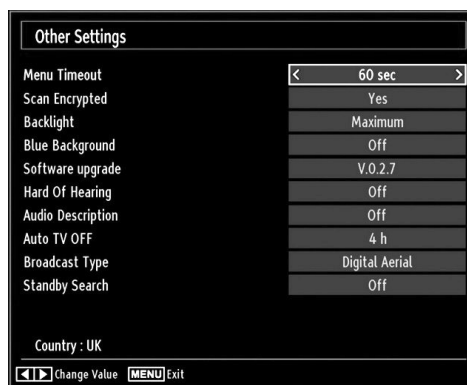 Other Settings
Menu Timeout < 60 sec >
Scan Encrypted Yes
Backlight Maximum
Blue Background Off
Software upgrade V.0.2.7
Hard Of Hearing Off
Audio Description Off
Auto TV OFF 4 h
Broadcast Type Digital Aerial
Standby Search Off
Country : UK
Change Value MENU Exit